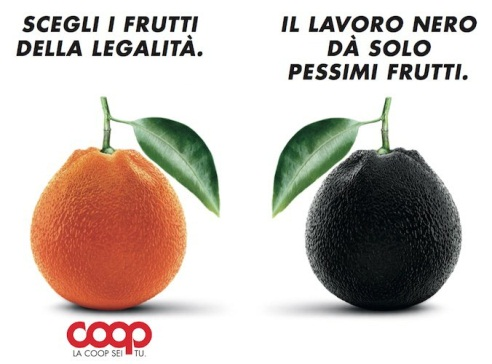 SCEGLI I FRUTTI
DELLA LEGALITÀ.
IL LAVORO NERO
DÀ SOLO
PESSIMI FRUTTI.
coop
LA COOP SEI TU.